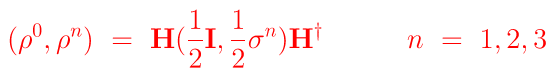 (ρ⁰, ρⁿ) = H(½I, ½σⁿ)H† n = 1, 2, 3